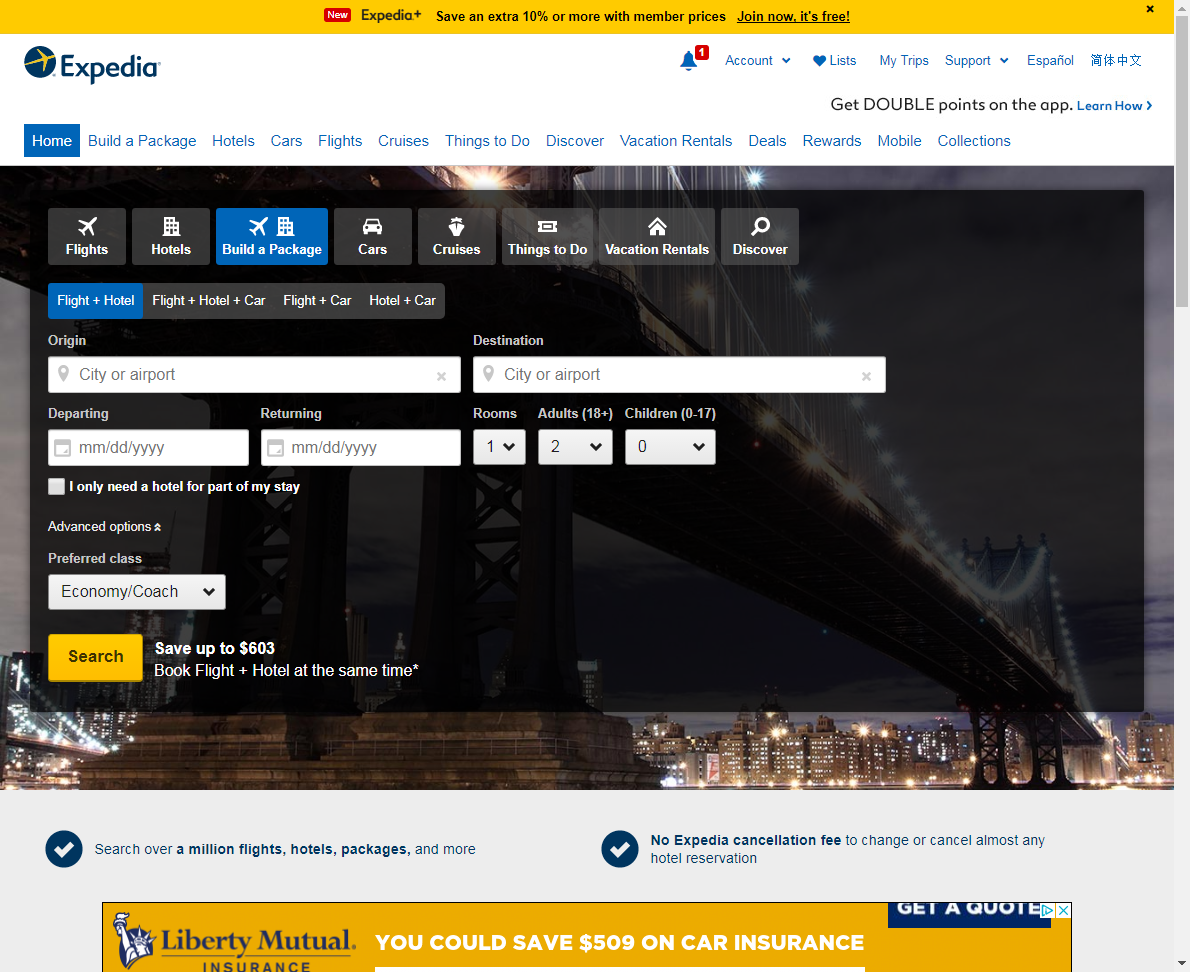 New Expedia+ Save an extra 10% or more with member prices Join now, it's free!
Expedia
1
Account Lists My Trips Support Español 简体中文
Get DOUBLE points on the app. Learn How
Home Build a Package Hotels Cars Flights Cruises Things to Do Discover Vacation Rentals Deals Rewards Mobile Collections
Flights Hotels Build a Package Cars Cruises Things to Do Vacation Rentals Discover
Flight + Hotel Flight + Hotel + Car Flight + Car Hotel + Car
Origin Destination
City or airport City or airport
Departing Returning Rooms Adults (18+) Children (0-17)
mm/dd/yyyy mm/dd/yyyy 1 2 0
I only need a hotel for part of my stay
Advanced options
Preferred class
Economy/Coach
Search
Save up to $603
Book Flight + Hotel at the same time*
Search over a million flights, hotels, packages, and more
No Expedia cancellation fee to change or cancel almost any
hotel reservation
GET A QUOTE
Liberty Mutual.
INSURANCE
YOU COULD SAVE $509 ON CAR INSURANCE